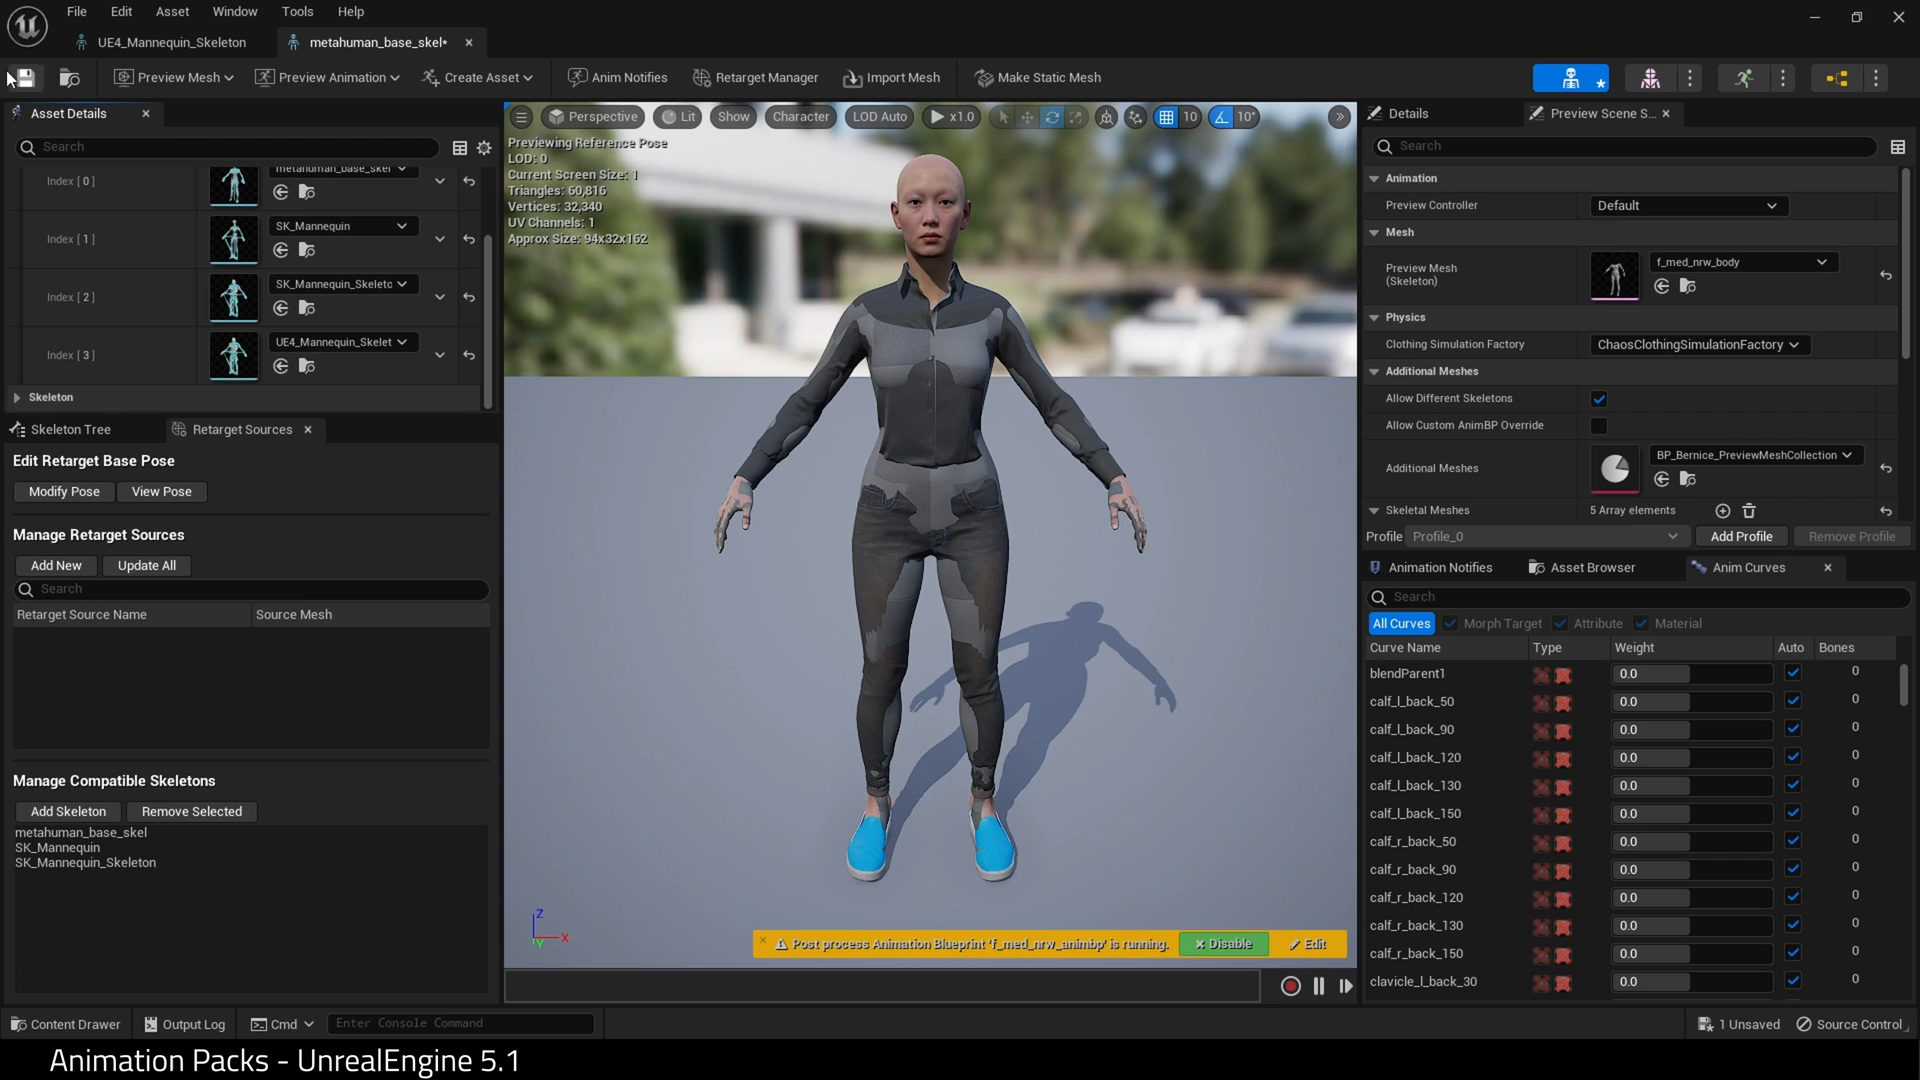 File Edit Asset Window Tools Help
UE4_Mannequin_Skeleton metahuman_base_skel*
Preview Mesh Preview Animation Create Asset Anim Notifies Retarget Manager Import Mesh Make Static Mesh
Asset Details
Search
Index [ 0 ] metahuman_base_skel
Index [ 1 ] SK_Mannequin
Index [ 2 ] SK_Mannequin_Skeletc
Index [ 3 ] UE4_Mannequin_Skelet
Skeleton
Skeleton Tree Retarget Sources
Edit Retarget Base Pose
Modify Pose View Pose
Manage Retarget Sources
Add New Update All
Search
Retarget Source Name Source Mesh
Manage Compatible Skeletons
Add Skeleton Remove Selected
metahuman_base_skel
SK_Mannequin
SK_Mannequin_Skeleton
Perspective Lit Show Character LOD Auto x1.0 10 10°
Previewing Reference Pose
LOD: 0
Current Screen Size: 1
Triangles: 60,816
Vertices: 32,340
UV Channels: 1
Approx Size: 94x32x162
Z
X
Y
Post process Animation Blueprint 'f_med_nrw_animbp' is running. Disable Edit
Details Preview Scene S...
Search
Animation
Preview Controller Default
Mesh
Preview Mesh
(Skeleton) f_med_nrw_body
Physics
Clothing Simulation Factory ChaosClothingSimulationFactory
Additional Meshes
Allow Different Skeletons
Allow Custom AnimBP Override
Additional Meshes BP_Bernice_PreviewMeshCollection
Skeletal Meshes 5 Array elements
Profile Profile_0 Add Profile Remove Profile
Animation Notifies Asset Browser Anim Curves
Search
All Curves Morph Target Attribute Material
Curve Name Type Weight Auto Bones
blendParent1 0.0 0
calf_l_back_50 0.0 0
calf_l_back_90 0.0 0
calf_l_back_120 0.0 0
calf_l_back_130 0.0 0
calf_l_back_150 0.0 0
calf_r_back_50 0.0 0
calf_r_back_90 0.0 0
calf_r_back_120 0.0 0
calf_r_back_130 0.0 0
calf_r_back_150 0.0 0
clavicle_l_back_30 0.0 0
Content Drawer Output Log Cmd Enter Console Command 1 Unsaved Source Control
Animation Packs - UnrealEngine 5.1